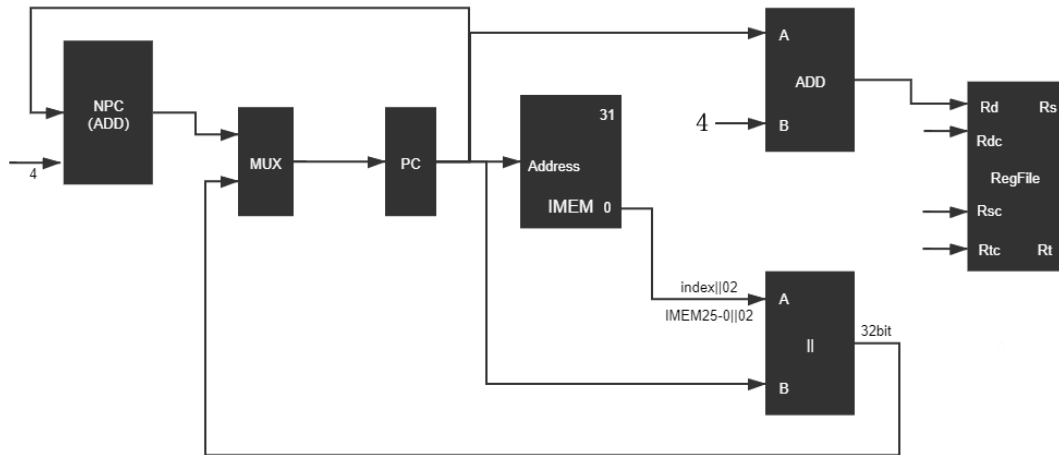 NPC
(ADD)
4
MUX
PC
31
Address
IMEM 0
A
ADD
4
B
Rd Rs
Rdc
RegFile
Rsc
Rtc Rt
index||02
IMEM25-0||02
A
||
B
32bit